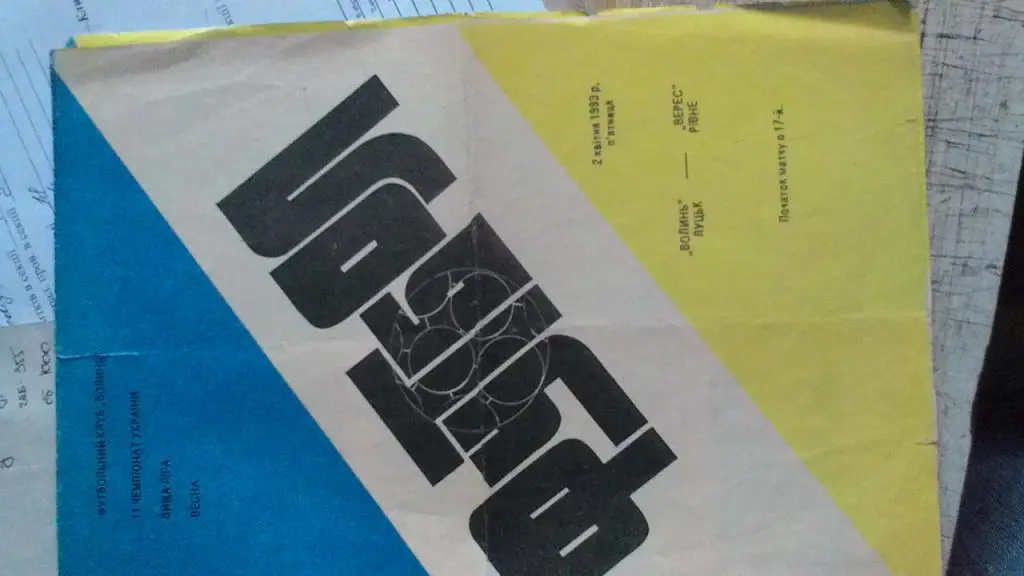 ФУТБОЛЬНИЙ КЛУБ „ВОЛИНЬ
11 ЧЕМПІОНАТ УКРАЇНИ
ВИЩА ЛІГА
ВЕСНА
ФУТБОЛ
2 квітня 1993 р.
п'ятниця
„ВОЛИНЬ" — „ВЕРЕС"
ЛУЦЬК РІВНЕ
Початок матчу о 17-й.